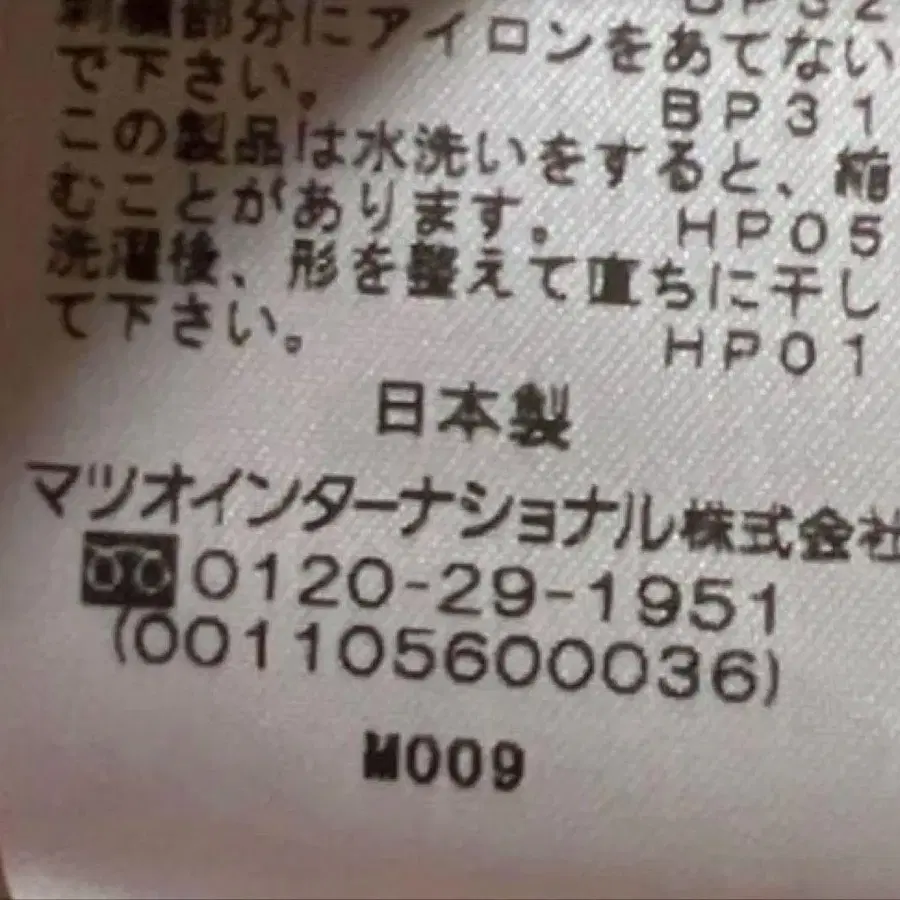 BP32
刺繍部分にアイロンをあてない
で下さい。
BP31
この製品は水洗いをすると、縮
むことがあります。
HP05
洗濯後、形を整えて直ちに干し
て下さい。
HP01
日本製
マツオインターナショナル株式会社
0120-29-1951
(001105600036)
M009